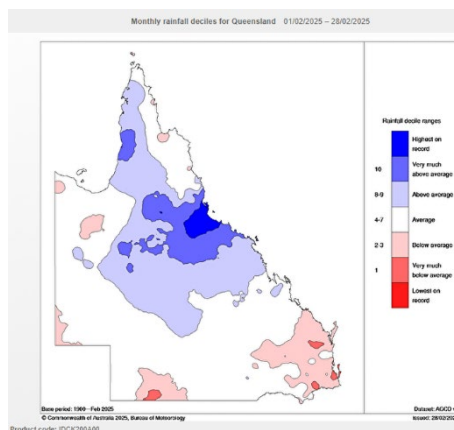 Monthly rainfall deciles for Queensland 01/02/2025 – 28/02/2025
Rainfall decile ranges
Highest on
record
10
Very much
above average
8-9
Above average
4-7
Average
2-3
Below average
1
Very much
below average
Lowest on
record
Base period: 1900 - Feb 2025
Dataset: AGCD
© Commonwealth of Australia 2025, Bureau of Meteorology
Issued: 28/02/202
Product code: